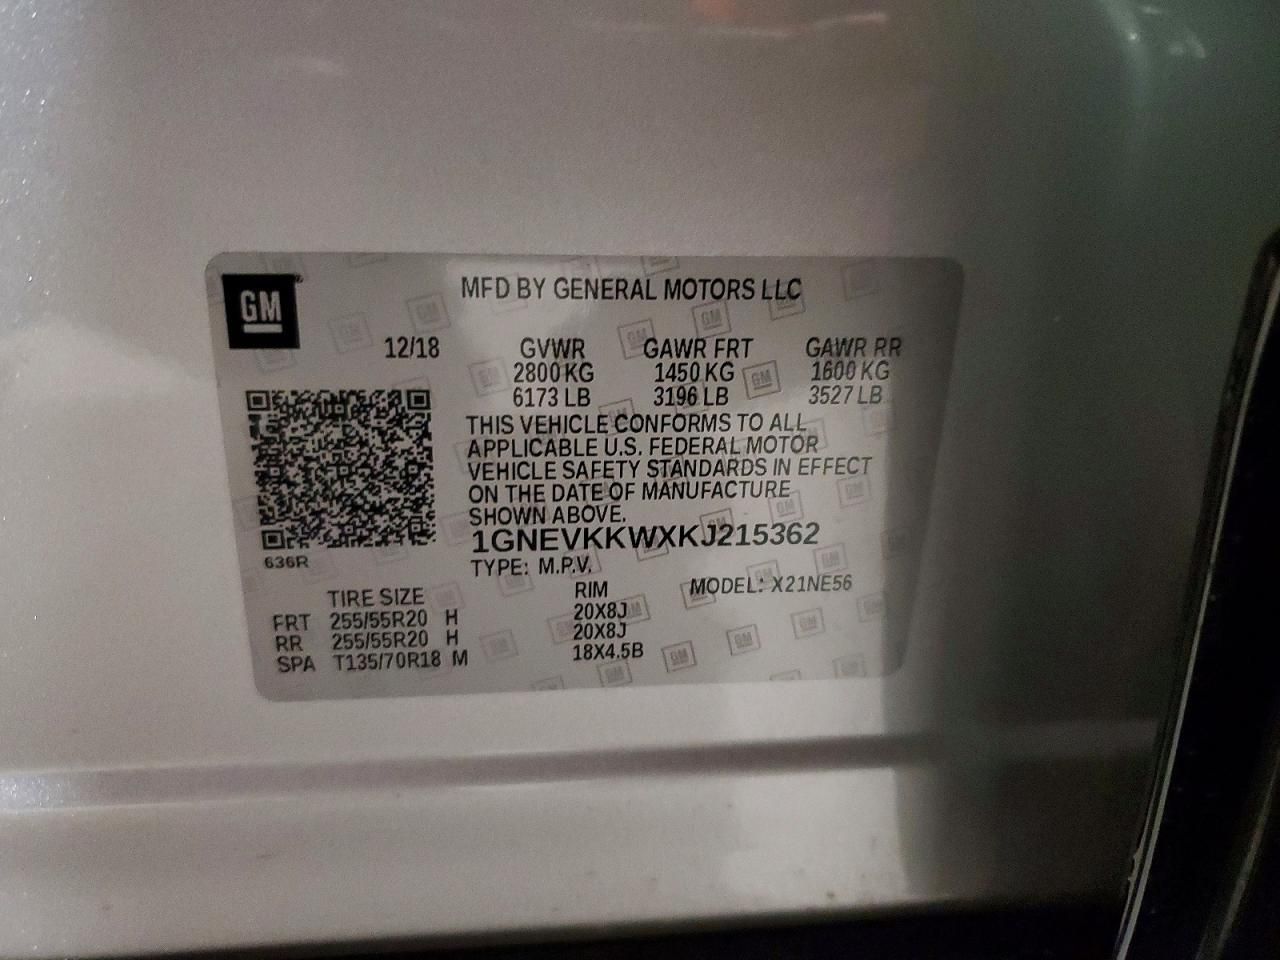 GM
MFD BY GENERAL MOTORS LLC
12/18 GVWR GAWR FRT GAWR RR
2800 KG 1450 KG 1600 KG
6173 LB 3196 LB 3527 LB
THIS VEHICLE CONFORMS TO ALL
APPLICABLE U.S. FEDERAL MOTOR
VEHICLE SAFETY STANDARDS IN EFFECT
ON THE DATE OF MANUFACTURE
SHOWN ABOVE.
1GNEVKKWXKJ215362
636R
TYPE: M.P.V.
TIRE SIZE RIM MODEL: X21NE56
FRT 255/55R20 H 20X8J
RR 255/55R20 H 20X8J
SPA T135/70R18 M 18X4.5B